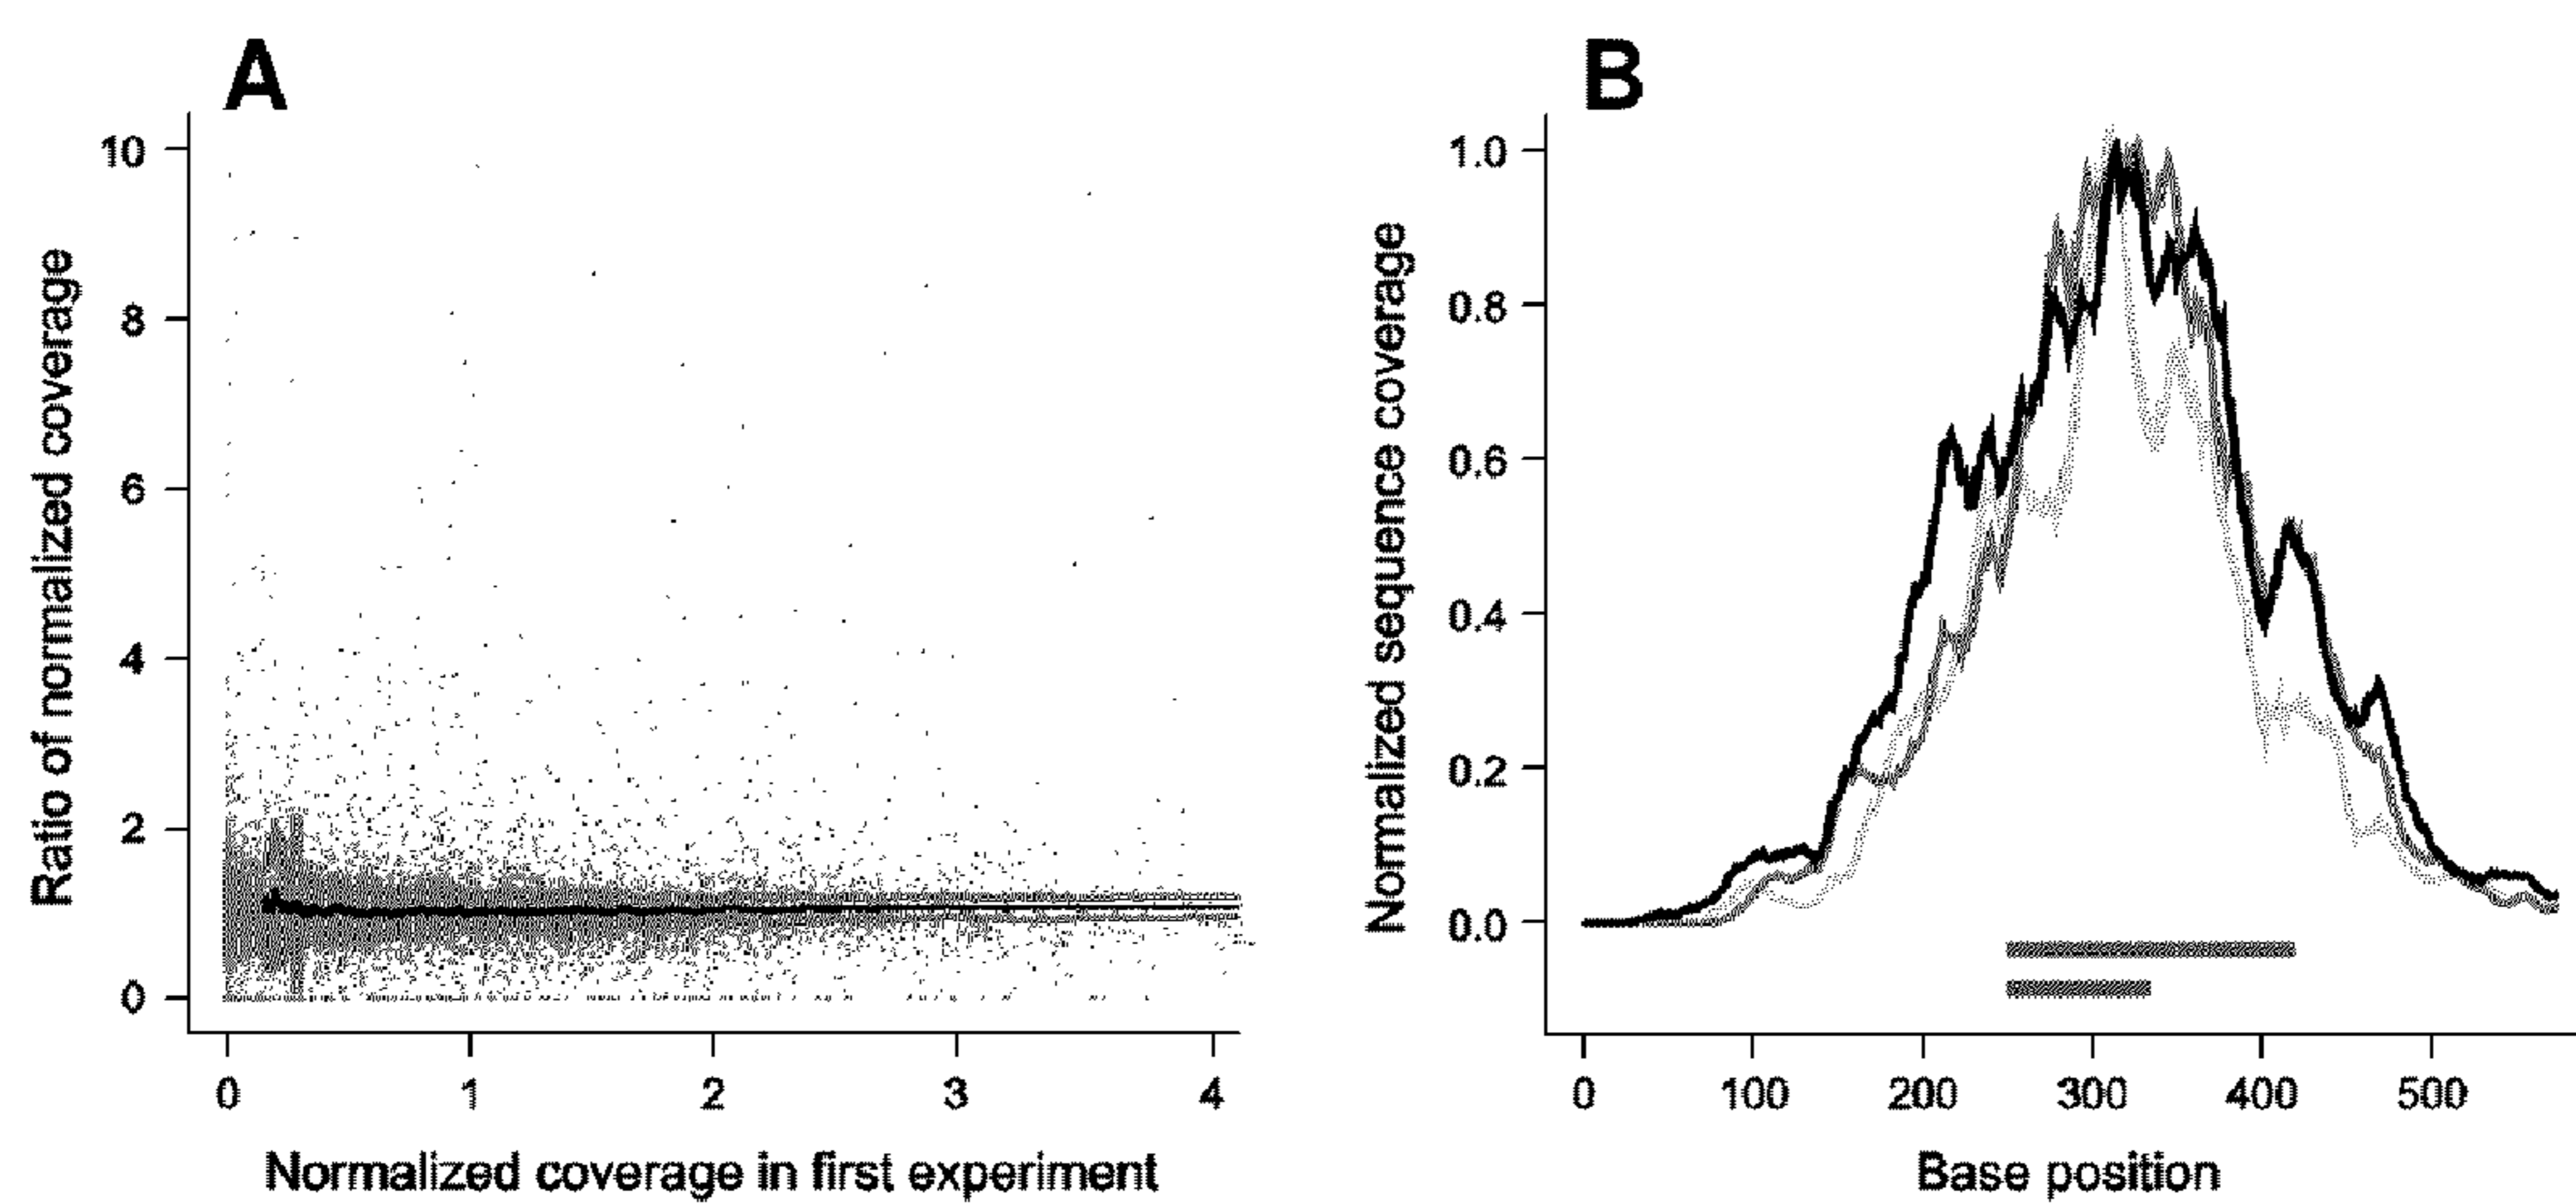 A
Ratio of normalized coverage
10
8
6
4
2
0
0 1 2 3 4
Normalized coverage in first experiment
B
Normalized sequence coverage
1.0
0.8
0.6
0.4
0.2
0.0
0 100 200 300 400 500
Base position